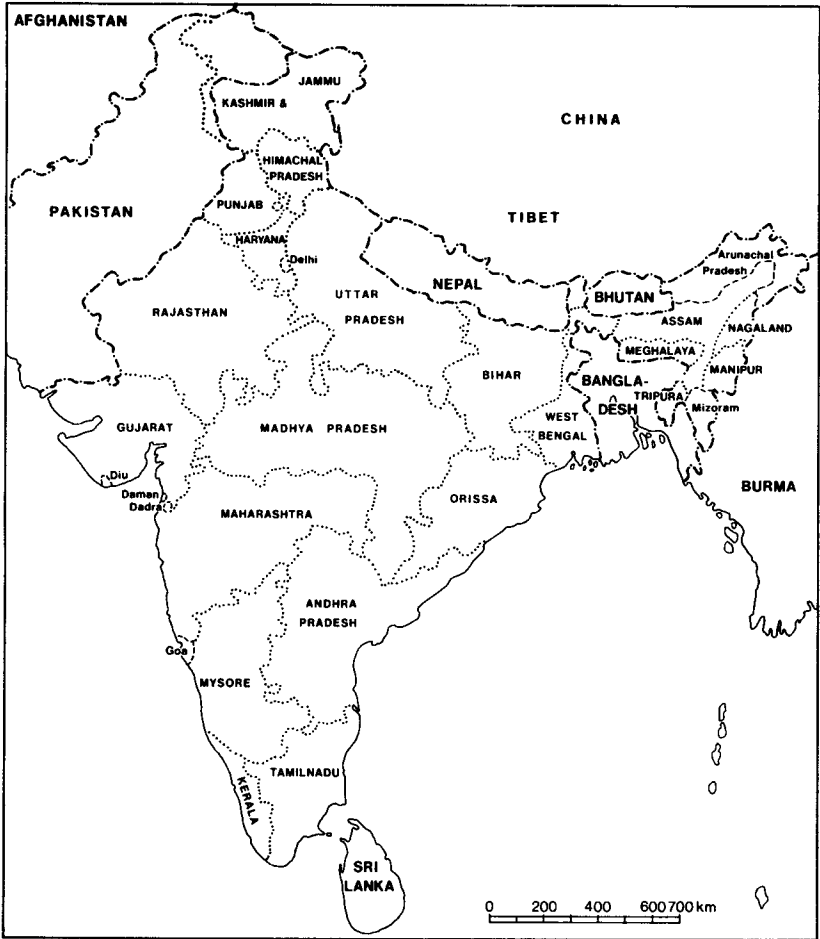 AFGHANISTAN
JAMMU
KASHMIR &
CHINA
HIMACHAL
PRADESH
PUNJAB
PAKISTAN
TIBET
HARYANA
Delhi
Arunachal
Pradesh
NEPAL
BHUTAN
UTTAR
PRADESH
RAJASTHAN
ASSAM
NAGALAND
MEGHALAYA
MANIPUR
BIHAR
BANGLA-
DESH
TRIPURA
Mizoram
WEST
BENGAL
GUJARAT
MADHYA PRADESH
Diu
Daman
Dadra
BURMA
ORISSA
MAHARASHTRA
ANDHRA
PRADESH
Goa
MYSORE
TAMILNADU
KERALA
SRI
LANKA
0 200 400 600 700 km